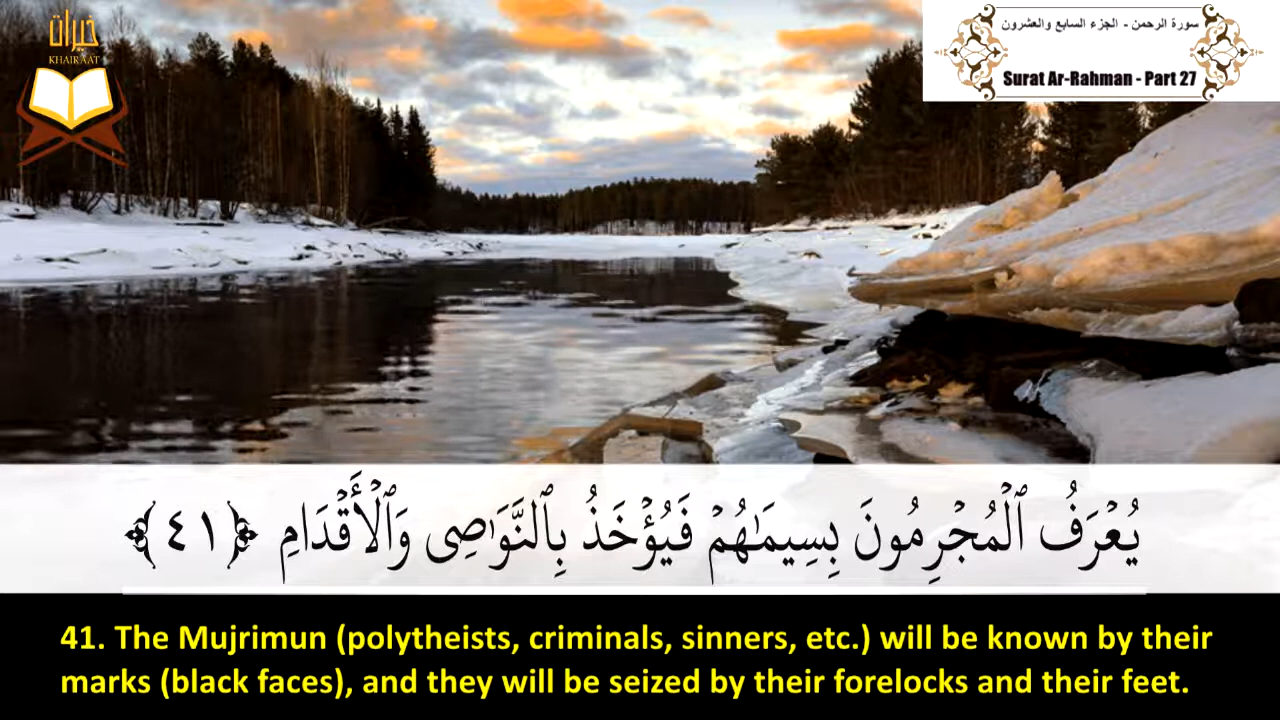 خيرات
KHAIRAAT
سورة الرحمن - الجزء السابع والعشرون
Surat Ar-Rahman - Part 27
يُعْرَفُ ٱلْمُجْرِمُونَ بِسِيمَـٰهُمْ فَيُؤْخَذُ بِٱلنَّوَٰصِى وَٱلْأَقْدَامِ ﴿٤١﴾
41. The Mujrimun (polytheists, criminals, sinners, etc.) will be known by their
marks (black faces), and they will be seized by their forelocks and their feet.